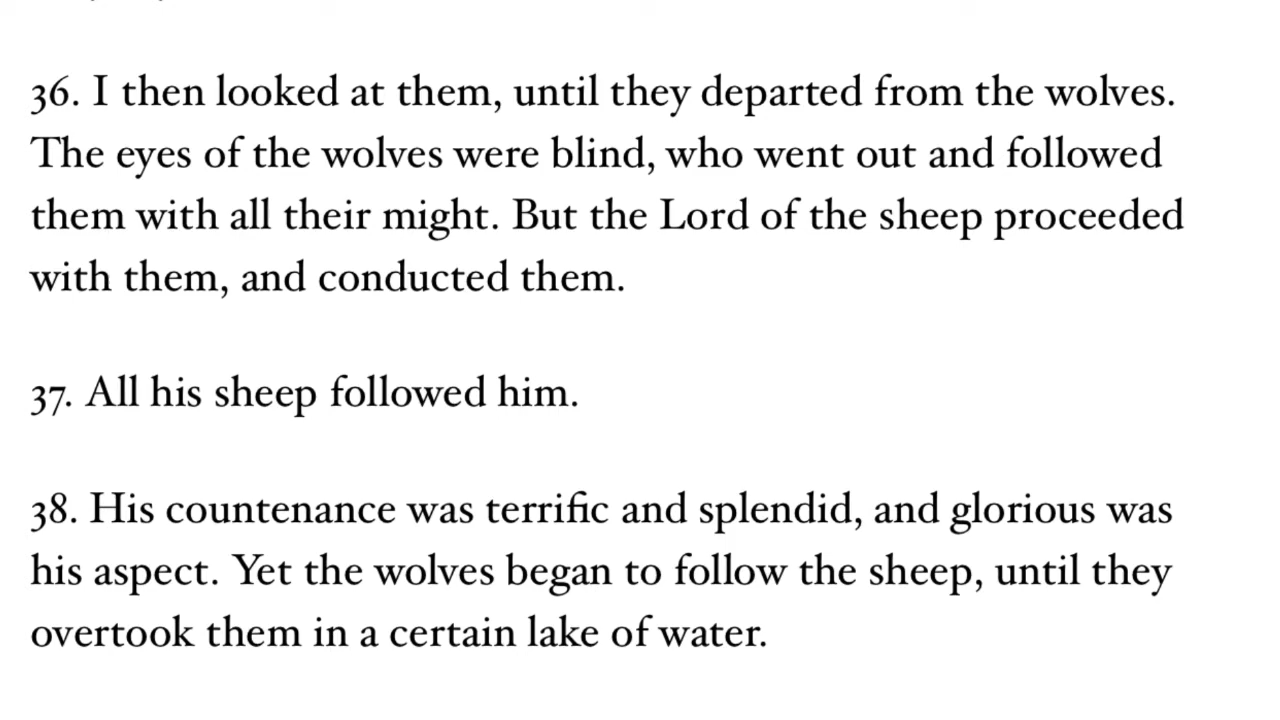 36. I then looked at them, until they departed from the wolves.
The eyes of the wolves were blind, who went out and followed
them with all their might. But the Lord of the sheep proceeded
with them, and conducted them.
37. All his sheep followed him.
38. His countenance was terrific and splendid, and glorious was
his aspect. Yet the wolves began to follow the sheep, until they
overtook them in a certain lake of water.